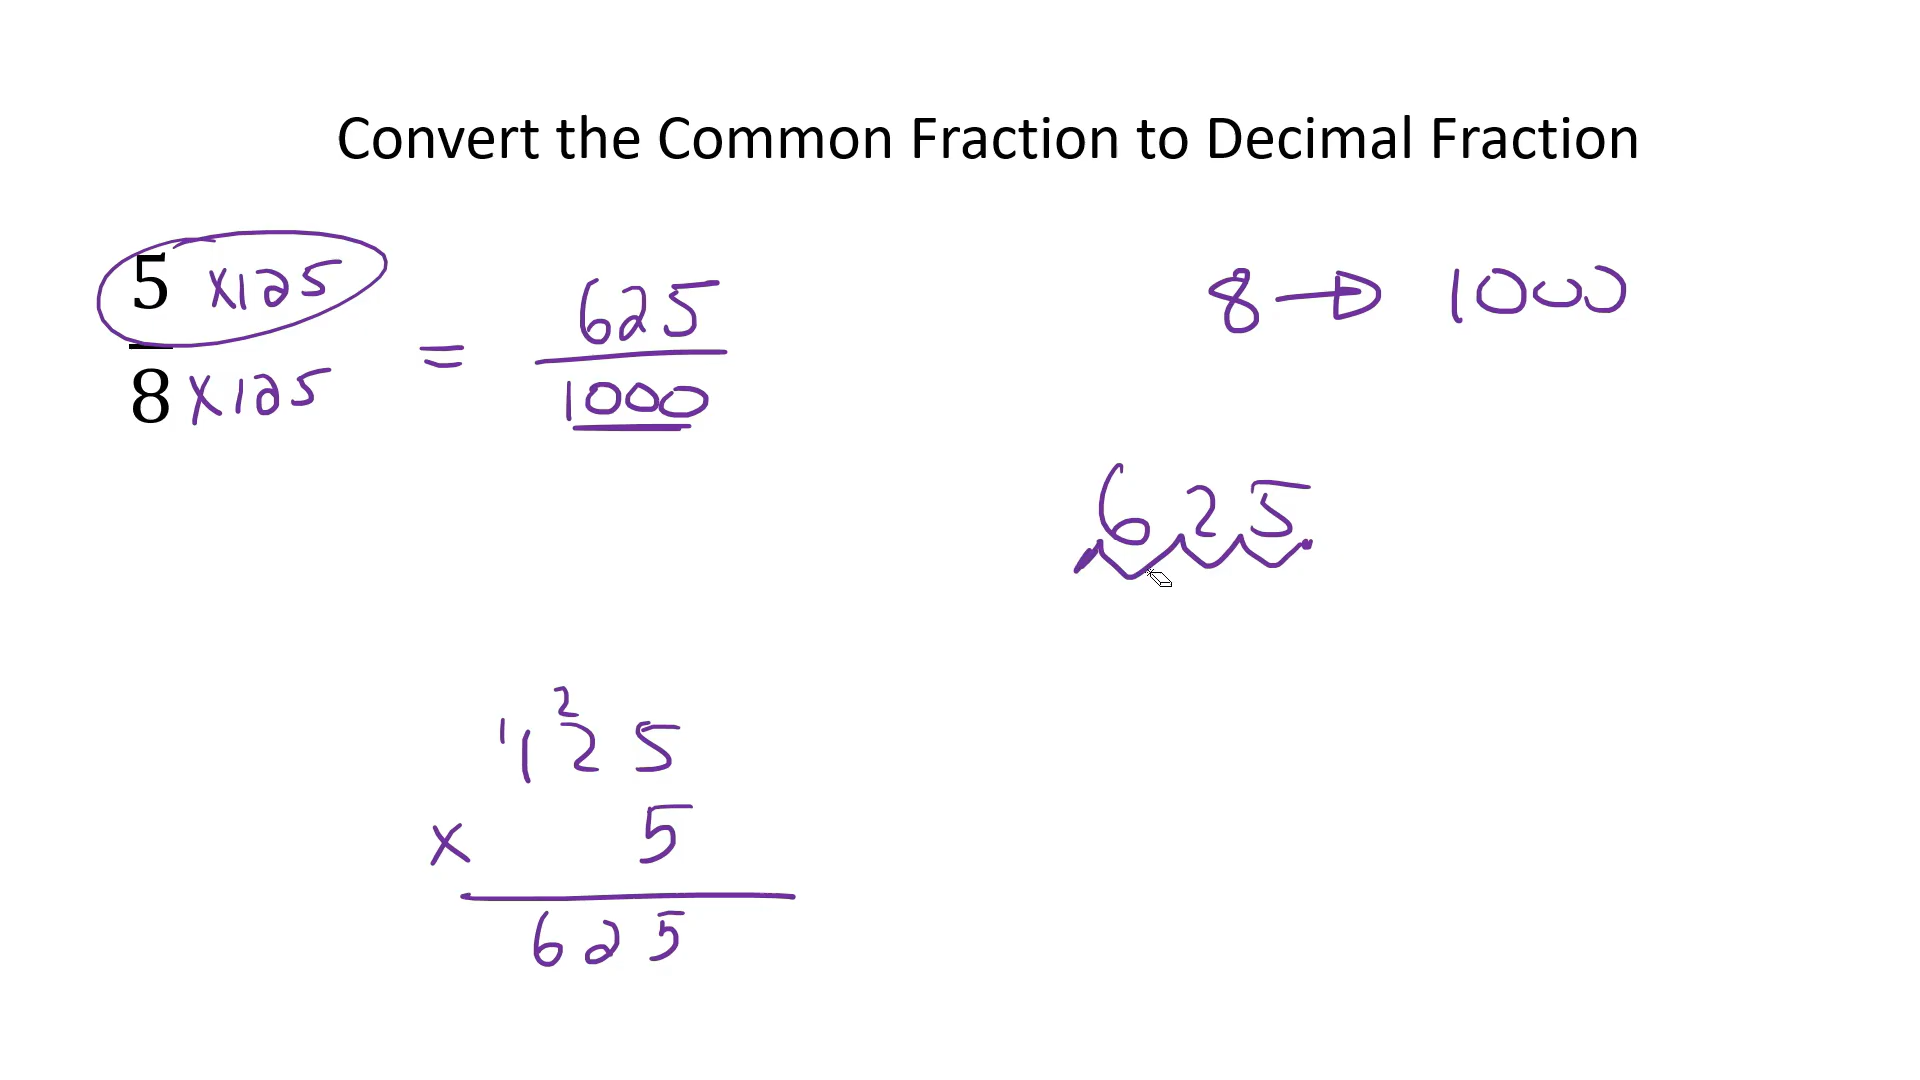 Convert the Common Fraction to Decimal Fraction
5 x125
8 x125
=
625
1000
8 → 1000
625.
2
1
125
x 5
625